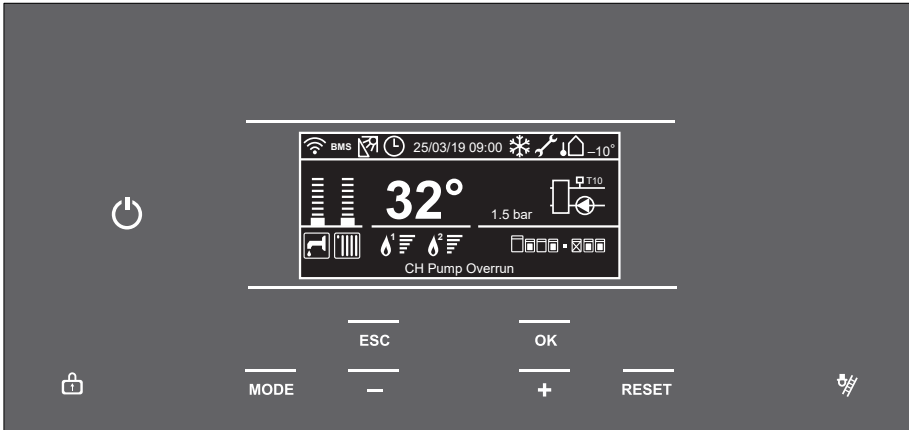 BMS 25/03/19 09:00 –10°
T10
32°
1.5 bar
1 2
CH Pump Overrun
ESC OK
MODE – + RESET